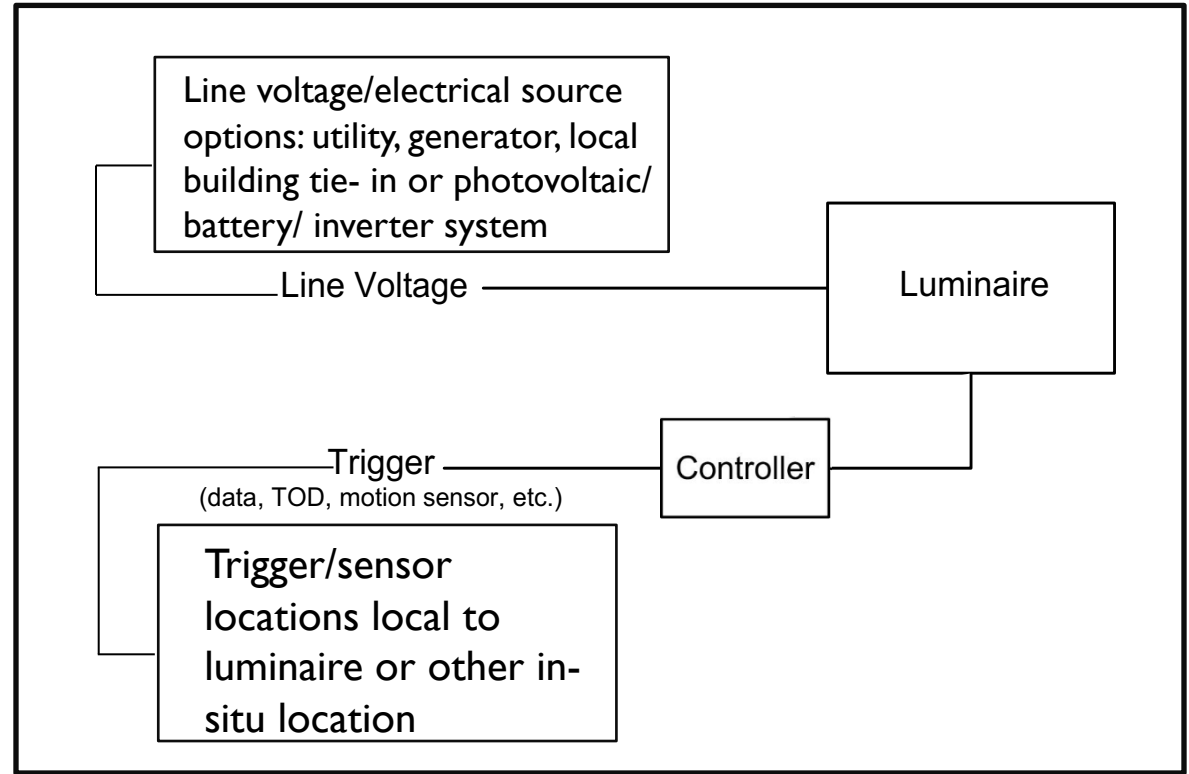 Line voltage/electrical source
options: utility, generator, local
building tie- in or photovoltaic/
battery/ inverter system
Line Voltage
Luminaire
Trigger
(data, TOD, motion sensor, etc.)
Controller
Trigger/sensor
locations local to
luminaire or other in-
situ location